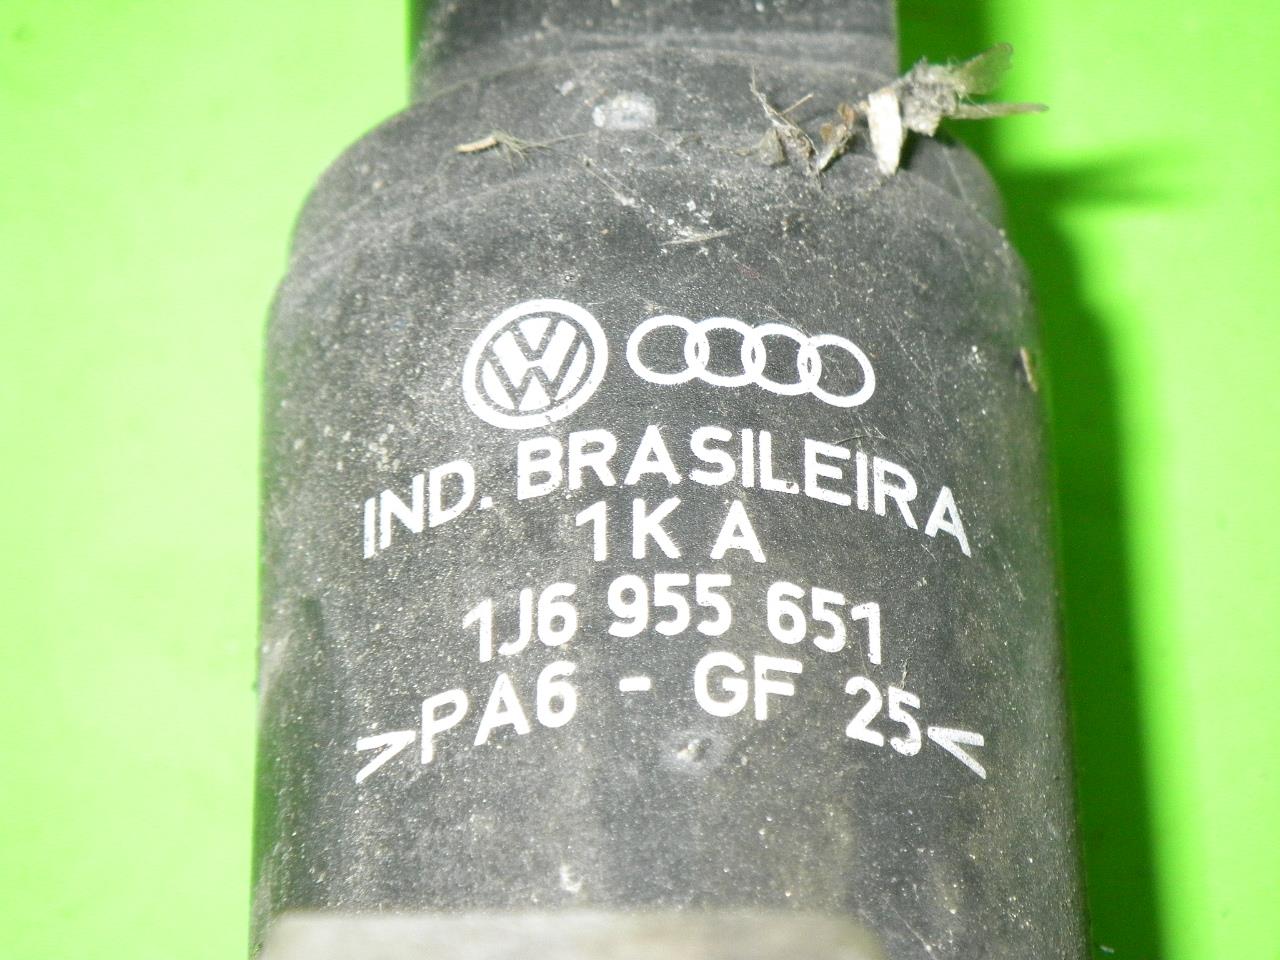 IND. BRASILEIRA
1K A
1J6 955 651
>PA6 - GF 25<